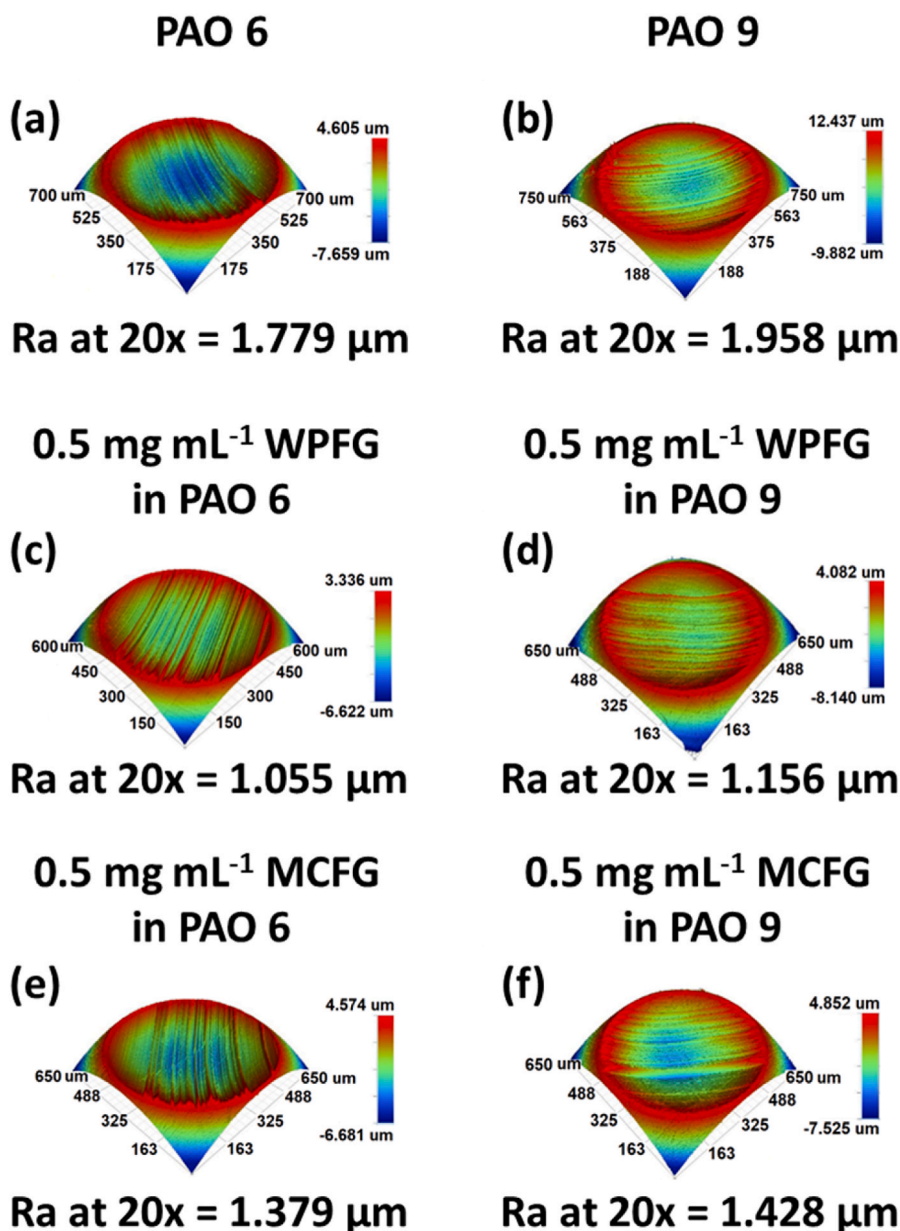 PAO 6
PAO 9
(a)
4.605 um
700 um
525
350
175
175
350
525
700 um
-7.659 um
Ra at 20x = 1.779 µm
(b)
12.437 um
750 um
563
375
188
188
375
563
750 um
-9.882 um
Ra at 20x = 1.958 µm
0.5 mg mL⁻¹ WPFG
in PAO 6
0.5 mg mL⁻¹ WPFG
in PAO 9
(c)
3.336 um
600 um
450
300
150
150
300
450
600 um
-6.622 um
Ra at 20x = 1.055 µm
(d)
4.082 um
650 um
488
325
163
163
325
488
650 um
-8.140 um
Ra at 20x = 1.156 µm
0.5 mg mL⁻¹ MCFG
in PAO 6
0.5 mg mL⁻¹ MCFG
in PAO 9
(e)
4.574 um
650 um
488
325
163
163
325
488
650 um
-6.681 um
Ra at 20x = 1.379 µm
(f)
4.852 um
650 um
488
325
163
163
325
488
650 um
-7.525 um
Ra at 20x = 1.428 µm